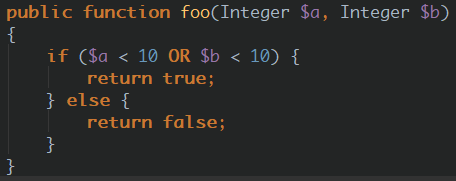 public function foo(Integer $a, Integer $b)
{
    if ($a < 10 OR $b < 10) {
        return true;
    } else {
        return false;
    }
}